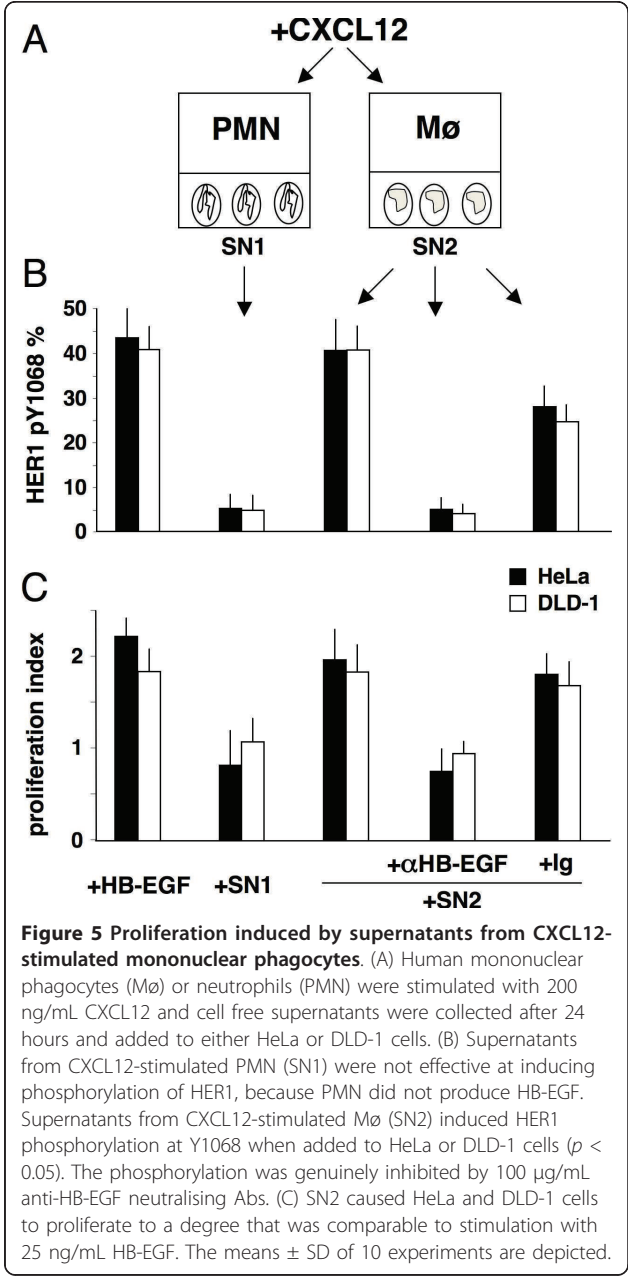 A
+CXCL12
PMN
Mø
SN1
SN2
B
HER1 pY1068 %
50
40
30
20
10
0
C
HeLa
DLD-1
proliferation index
2
1
0
+HB-EGF +SN1 +αHB-EGF +Ig
+SN2
Figure 5 Proliferation induced by supernatants from CXCL12-
stimulated mononuclear phagocytes. (A) Human mononuclear
phagocytes (Mø) or neutrophils (PMN) were stimulated with 200
ng/mL CXCL12 and cell free supernatants were collected after 24
hours and added to either HeLa or DLD-1 cells. (B) Supernatants
from CXCL12-stimulated PMN (SN1) were not effective at inducing
phosphorylation of HER1, because PMN did not produce HB-EGF.
Supernatants from CXCL12-stimulated Mø (SN2) induced HER1
phosphorylation at Y1068 when added to HeLa or DLD-1 cells (p <
0.05). The phosphorylation was genuinely inhibited by 100 μg/mL
anti-HB-EGF neutralising Abs. (C) SN2 caused HeLa and DLD-1 cells
to proliferate to a degree that was comparable to stimulation with
25 ng/mL HB-EGF. The means ± SD of 10 experiments are depicted.